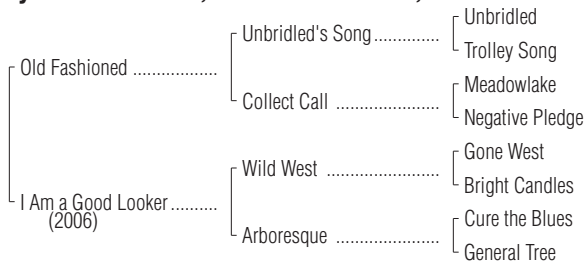 Unbridled
Unbridled's Song..............
Trolley Song
Old Fashioned ..................
Meadowlake
Collect Call ......................
Negative Pledge
Gone West
Wild West ........................
Bright Candles
I Am a Good Looker..........
(2006)
Cure the Blues
Arboresque ......................
General Tree